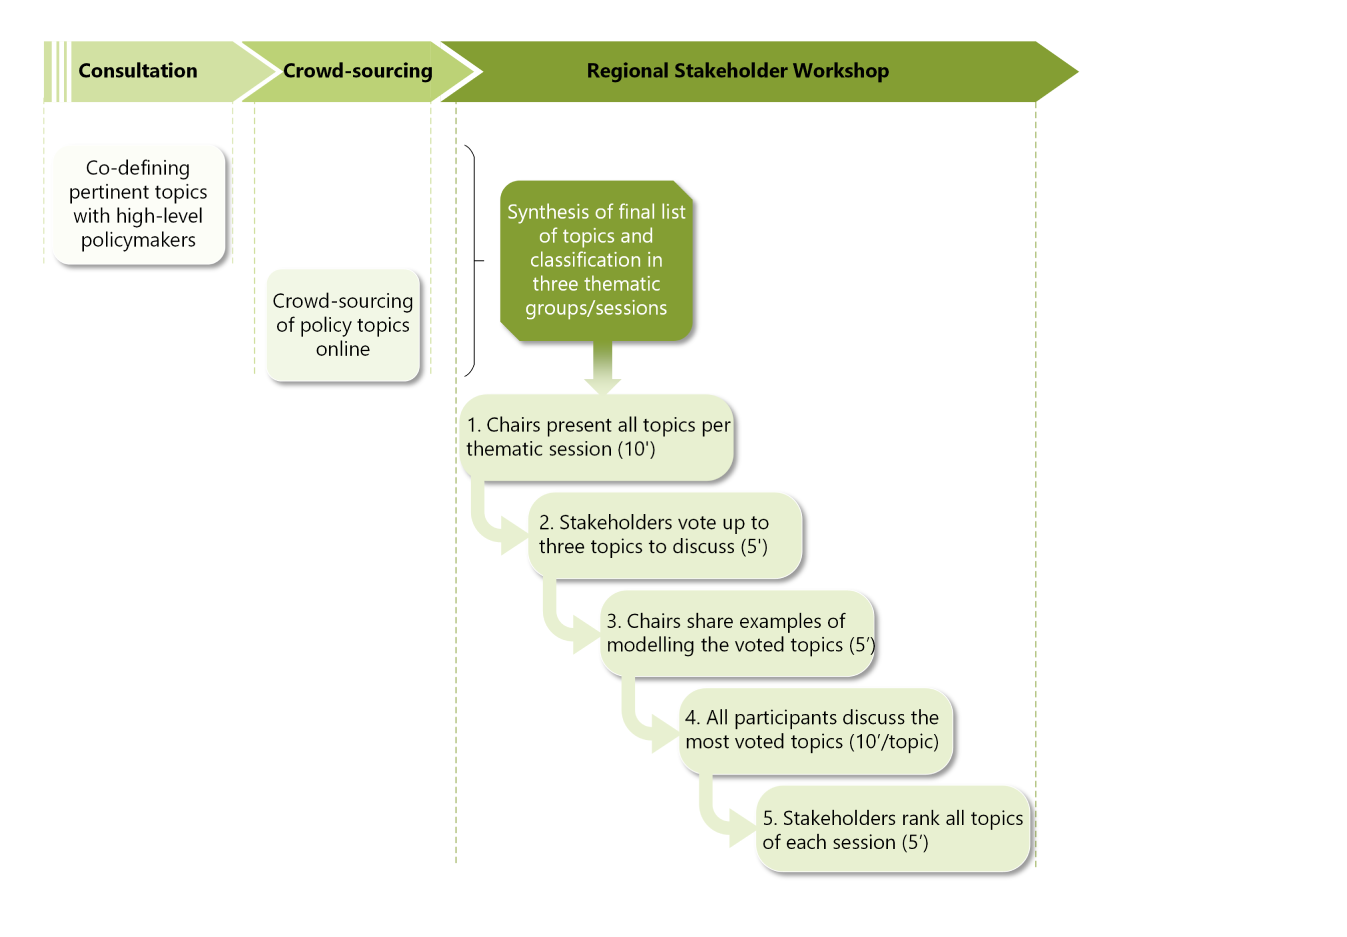 Consultation
Crowd-sourcing
Regional Stakeholder Workshop
Co-defining
pertinent topics
with high-level
policymakers
Crowd-sourcing
of policy topics
online
Synthesis of final list
of topics and
classification in
three thematic
groups/sessions
1. Chairs present all topics per
thematic session (10')
2. Stakeholders vote up to
three topics to discuss (5')
3. Chairs share examples of
modelling the voted topics (5’)
4. All participants discuss the
most voted topics (10’/topic)
5. Stakeholders rank all topics
of each session (5’)